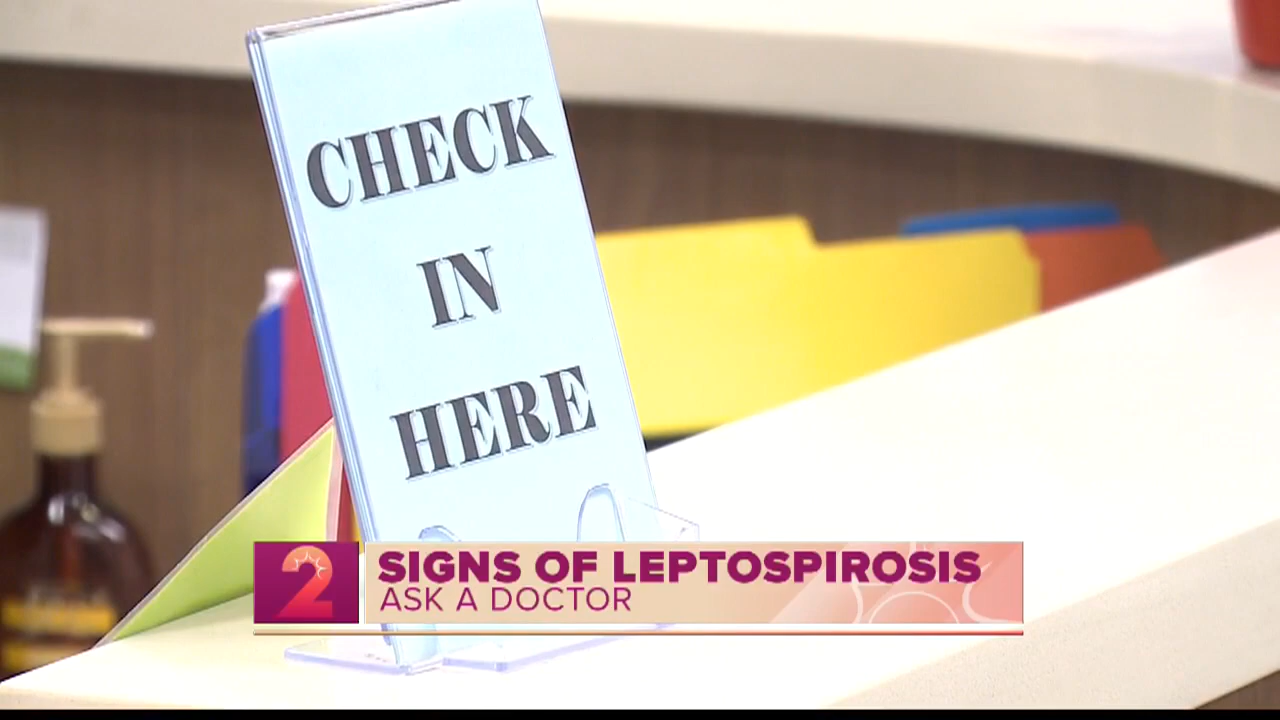 CHECK
IN
HERE
2
SIGNS OF LEPTOSPIROSIS
ASK A DOCTOR